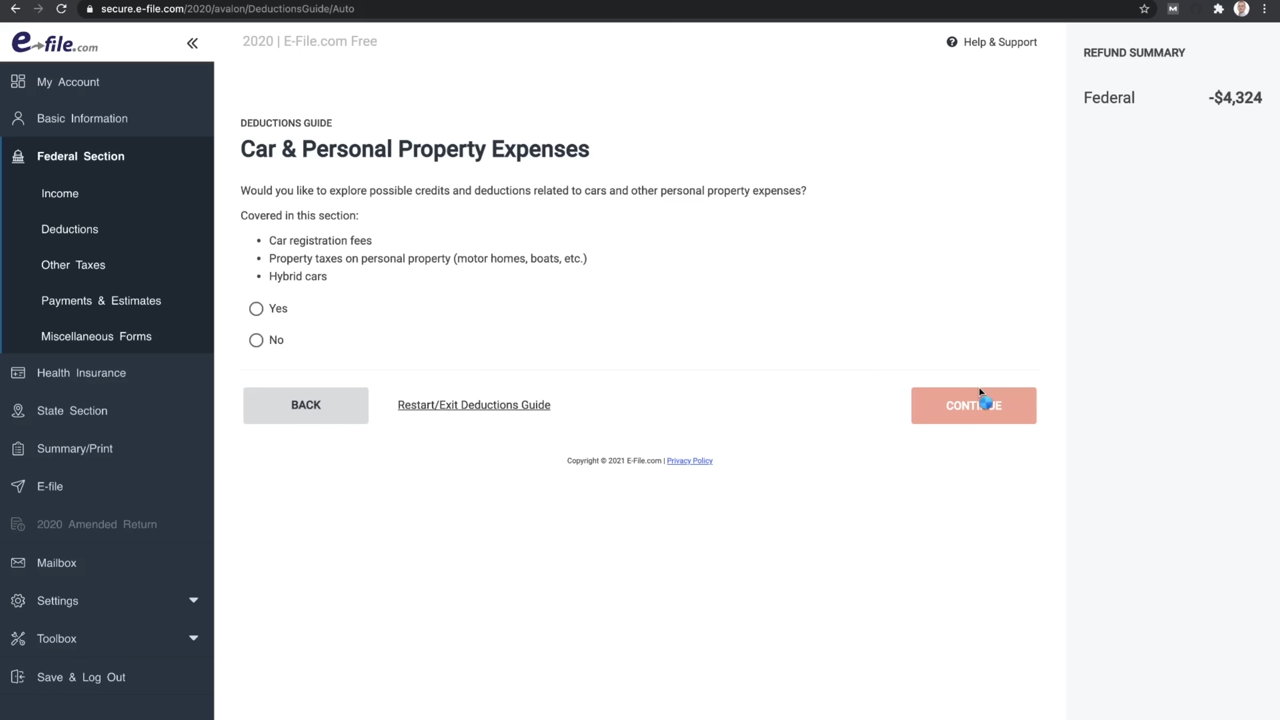 secure.e-file.com/2020/avalon/DeductionsGuide/Auto
e-file.com
2020 | E-File.com Free
Help & Support
REFUND SUMMARY
Federal -$4,324
My Account
Basic Information
Federal Section
Income
Deductions
Other Taxes
Payments & Estimates
Miscellaneous Forms
Health Insurance
State Section
Summary/Print
E-file
2020 Amended Return
Mailbox
Settings
Toolbox
Save & Log Out
DEDUCTIONS GUIDE
Car & Personal Property Expenses
Would you like to explore possible credits and deductions related to cars and other personal property expenses?
Covered in this section:
• Car registration fees
• Property taxes on personal property (motor homes, boats, etc.)
• Hybrid cars
Yes
No
BACK
Restart/Exit Deductions Guide
CONTINUE
Copyright © 2021 E-File.com | Privacy Policy